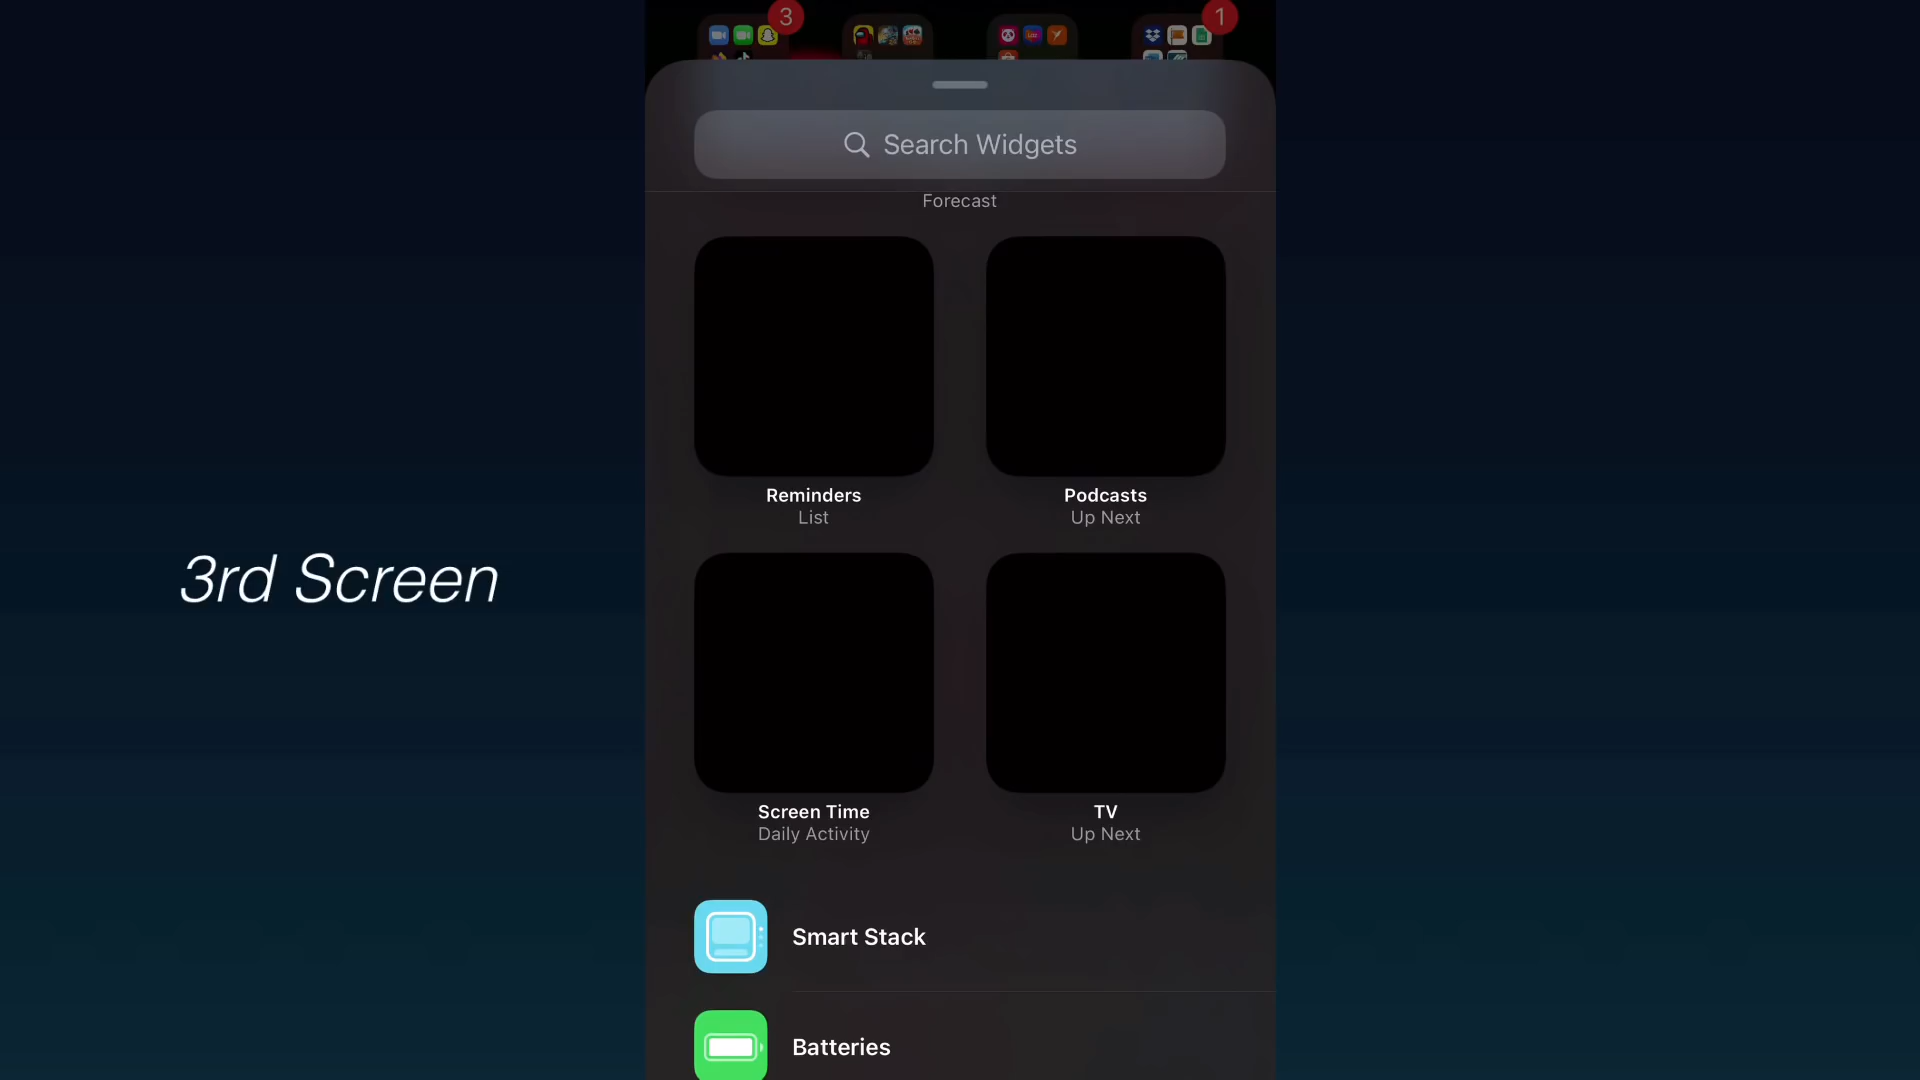 3
1
Search Widgets
Forecast
Reminders
List
Podcasts
Up Next
3rd Screen
Screen Time
Daily Activity
TV
Up Next
Smart Stack
Batteries